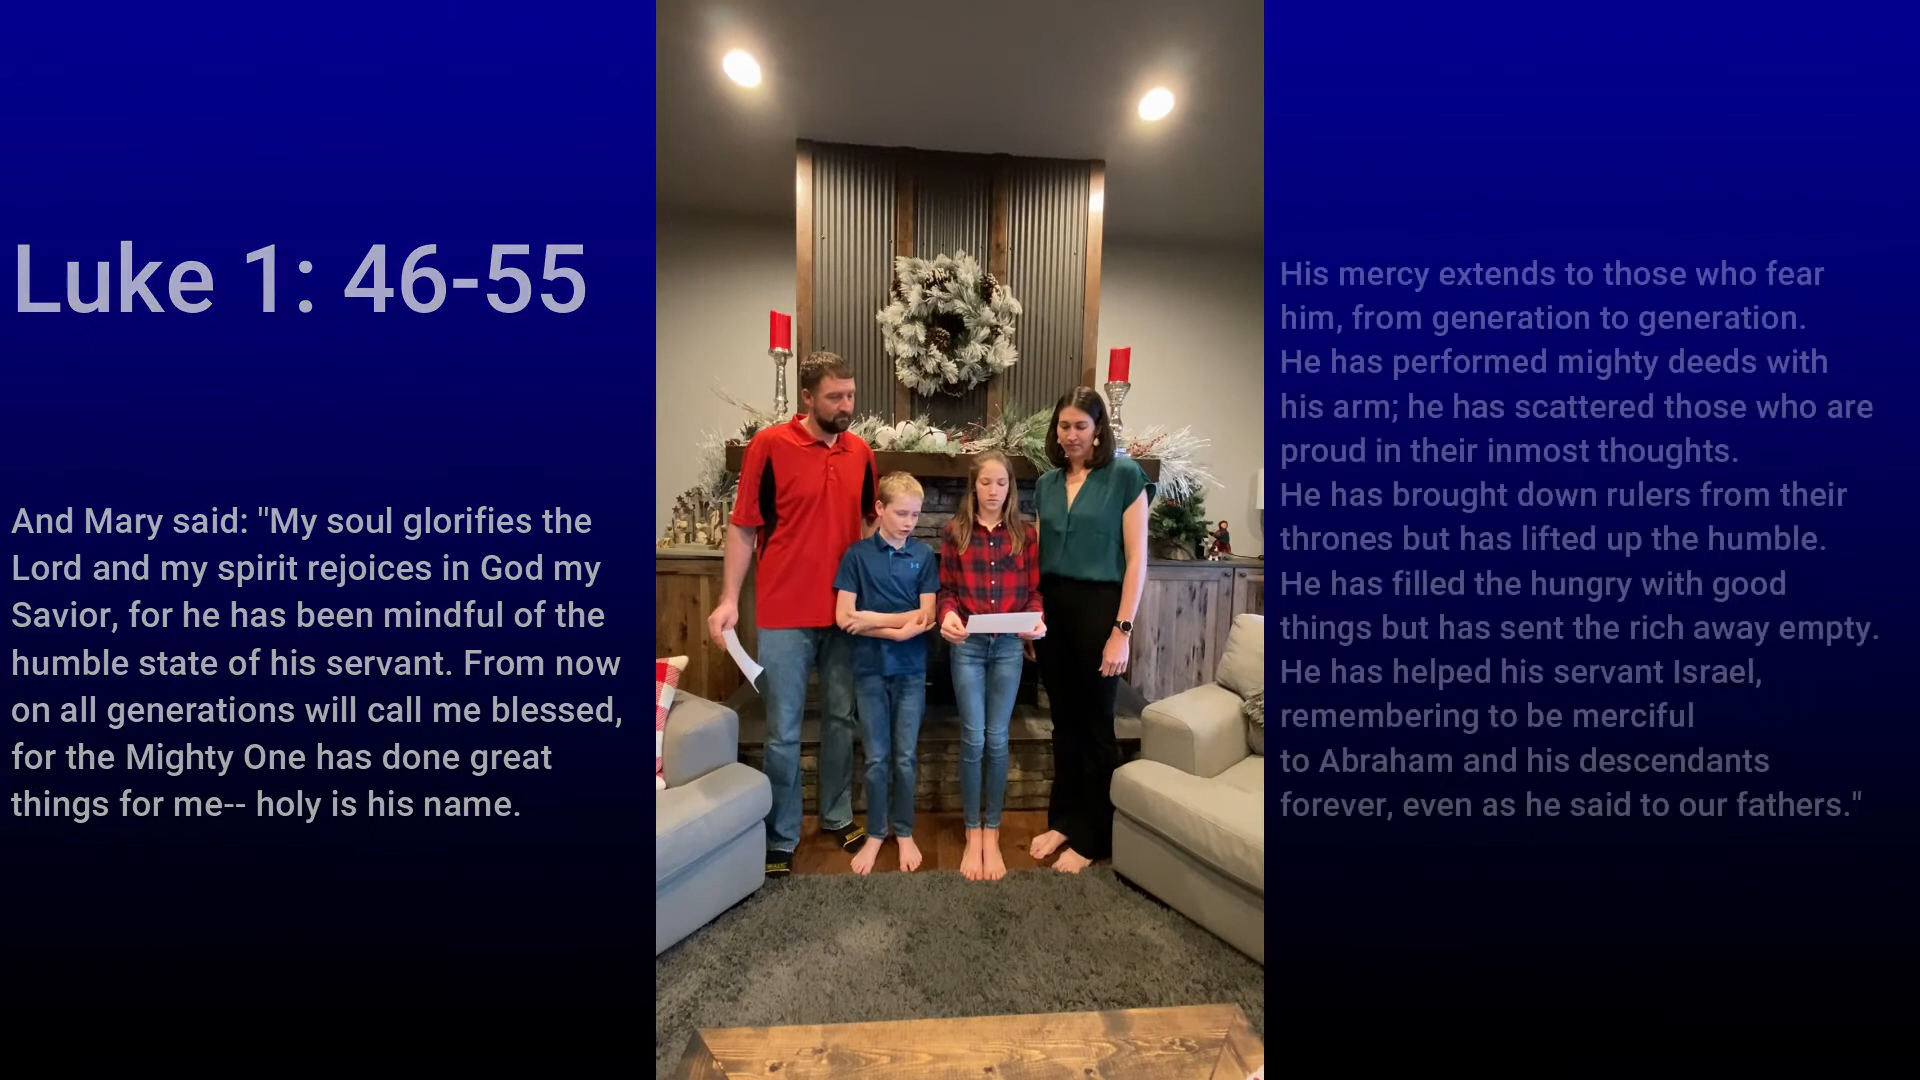 Luke 1: 46-55
And Mary said: "My soul glorifies the
Lord and my spirit rejoices in God my
Savior, for he has been mindful of the
humble state of his servant. From now
on all generations will call me blessed,
for the Mighty One has done great
things for me-- holy is his name.
His mercy extends to those who fear
him, from generation to generation.
He has performed mighty deeds with
his arm; he has scattered those who are
proud in their inmost thoughts.
He has brought down rulers from their
thrones but has lifted up the humble.
He has filled the hungry with good
things but has sent the rich away empty.
He has helped his servant Israel,
remembering to be merciful
to Abraham and his descendants
forever, even as he said to our fathers."